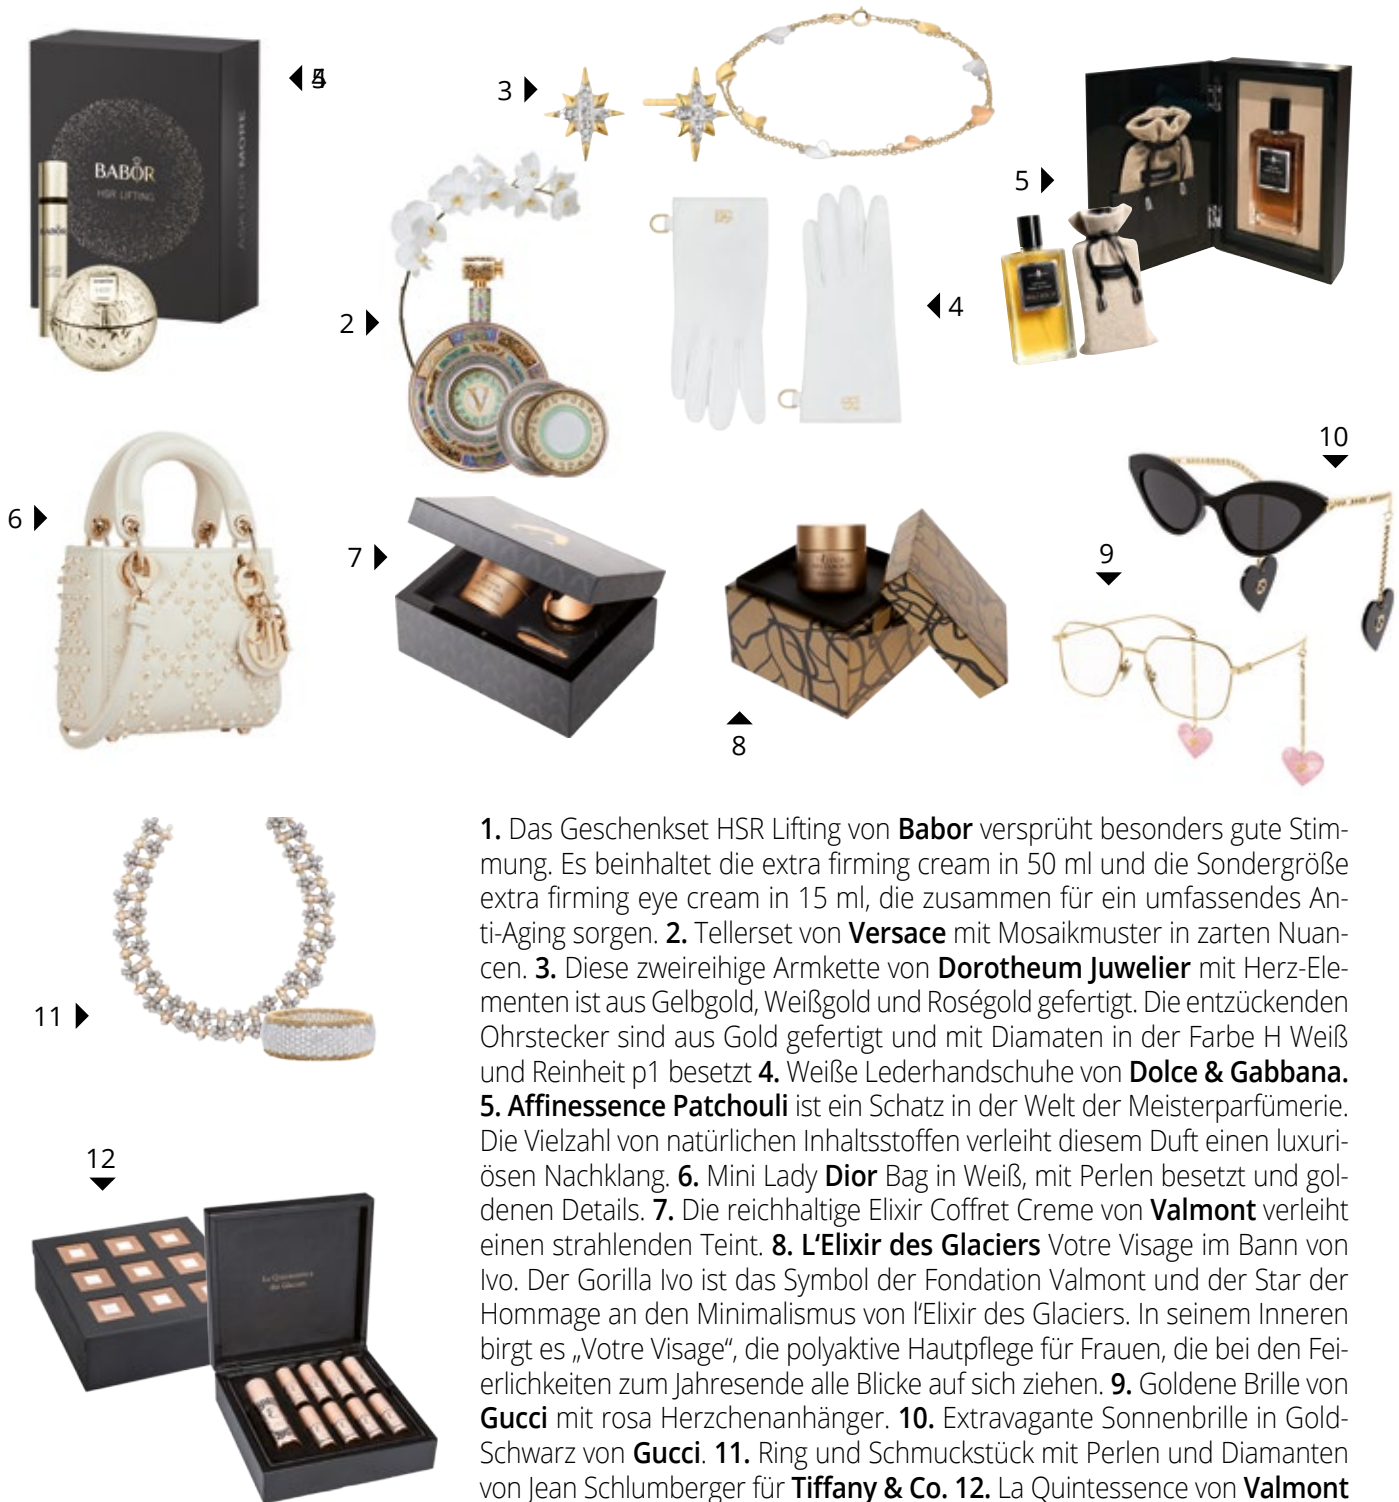 BABOR
HSR LIFTING
ASK FOR MORE
BABOR
HSR
3
5
2
4
10
6
7
9
8
11
12
La Quintessence
des Glaciers
1. Das Geschenkset HSR Lifting von Babor versprüht besonders gute Stim-
mung. Es beinhaltet die extra firming cream in 50 ml und die Sondergröße
extra firming eye cream in 15 ml, die zusammen für ein umfassendes An-
ti-Aging sorgen. 2. Tellerset von Versace mit Mosaikmuster in zarten Nuan-
cen. 3. Diese zweireihige Armkette von Dorotheum Juwelier mit Herz-Ele-
menten ist aus Gelbgold, Weißgold und Roségold gefertigt. Die entzückenden
Ohrstecker sind aus Gold gefertigt und mit Diamaten in der Farbe H Weiß
und Reinheit p1 besetzt 4. Weiße Lederhandschuhe von Dolce & Gabbana.
5. Affinessence Patchouli ist ein Schatz in der Welt der Meisterparfümerie.
Die Vielzahl von natürlichen Inhaltsstoffen verleiht diesem Duft einen luxuri-
ösen Nachklang. 6. Mini Lady Dior Bag in Weiß, mit Perlen besetzt und gol-
denen Details. 7. Die reichhaltige Elixir Coffret Creme von Valmont verleiht
einen strahlenden Teint. 8. L‘Elixir des Glaciers Votre Visage im Bann von
Ivo. Der Gorilla Ivo ist das Symbol der Fondation Valmont und der Star der
Hommage an den Minimalismus von l‘Elixir des Glaciers. In seinem Inneren
birgt es „Votre Visage“, die polyaktive Hautpflege für Frauen, die bei den Fei-
erlichkeiten zum Jahresende alle Blicke auf sich ziehen. 9. Goldene Brille von
Gucci mit rosa Herzchenanhänger. 10. Extravagante Sonnenbrille in Gold-
Schwarz von Gucci. 11. Ring und Schmuckstück mit Perlen und Diamanten
von Jean Schlumberger für Tiffany & Co. 12. La Quintessence von Valmont